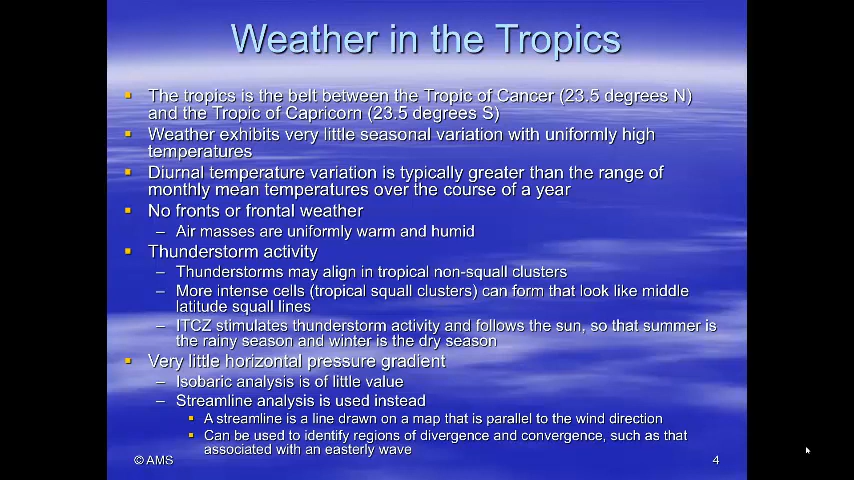 Weather in the Tropics
▪ The tropics is the belt between the Tropic of Cancer (23.5 degrees N)
and the Tropic of Capricorn (23.5 degrees S)
▪ Weather exhibits very little seasonal variation with uniformly high
temperatures
▪ Diurnal temperature variation is typically greater than the range of
monthly mean temperatures over the course of a year
▪ No fronts or frontal weather
– Air masses are uniformly warm and humid
▪ Thunderstorm activity
– Thunderstorms may align in tropical non-squall clusters
– More intense cells (tropical squall clusters) can form that look like middle
latitude squall lines
– ITCZ stimulates thunderstorm activity and follows the sun, so that summer is
the rainy season and winter is the dry season
▪ Very little horizontal pressure gradient
– Isobaric analysis is of little value
– Streamline analysis is used instead
▪ A streamline is a line drawn on a map that is parallel to the wind direction
▪ Can be used to identify regions of divergence and convergence, such as that
associated with an easterly wave
© AMS
4